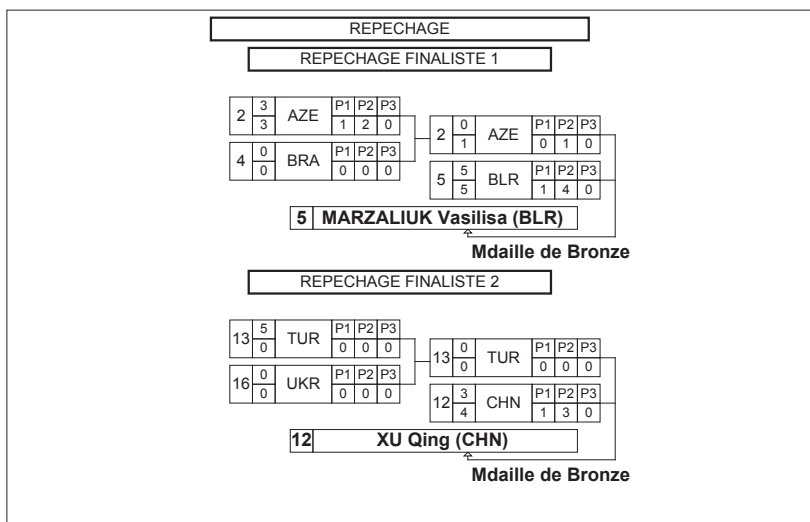 REPECHAGE
REPECHAGE FINALISTE 1
2 3 AZE P1 P2 P3
3 1 2 0
4 0 BRA P1 P2 P3
0 0 0 0
2 0 AZE P1 P2 P3
1 0 1 0
5 5 BLR P1 P2 P3
5 1 4 0
5 MARZALIUK Vasilisa (BLR)
Mdaille de Bronze
REPECHAGE FINALISTE 2
13 5 TUR P1 P2 P3
0 0 0 0
16 0 UKR P1 P2 P3
0 0 0 0
13 0 TUR P1 P2 P3
0 0 0 0
12 3 CHN P1 P2 P3
4 1 3 0
12 XU Qing (CHN)
Mdaille de Bronze